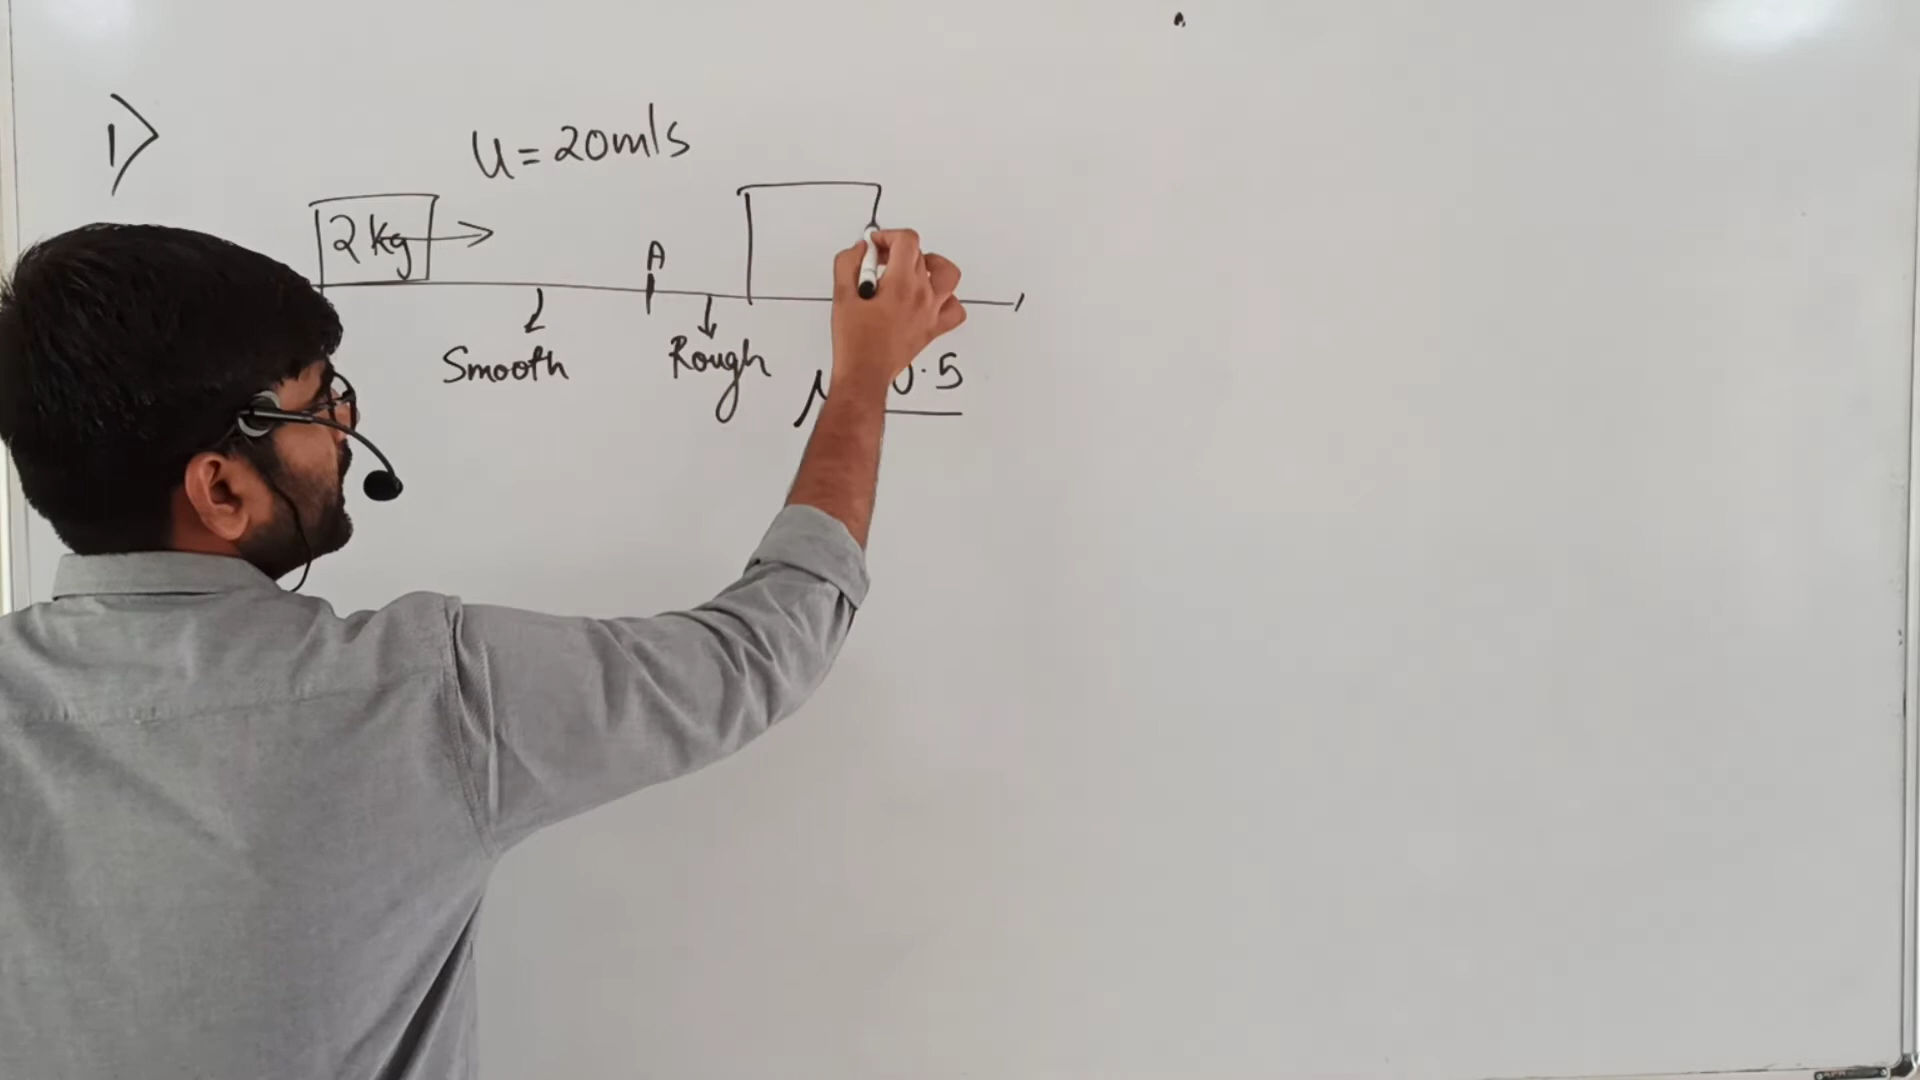 1)
U = 20m/s
2 kg
A
Smooth
Rough
μ 0.5